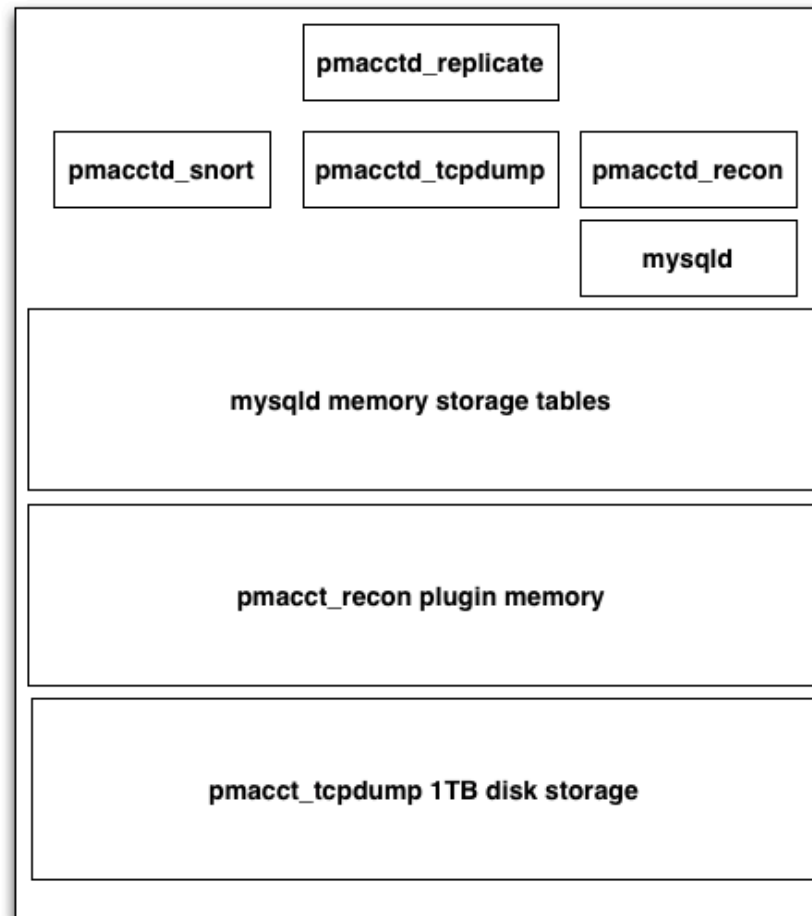 pmacctd_replicate
pmacctd_snort
pmacctd_tcpdump
pmacctd_recon
mysqld
mysqld memory storage tables
pmacct_recon plugin memory
pmacct_tcpdump 1TB disk storage